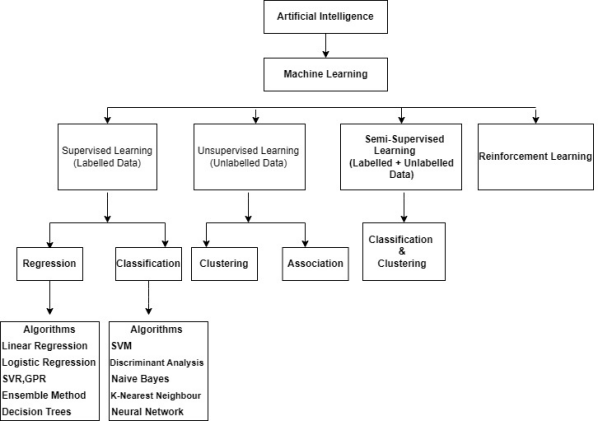 Artificial Intelligence
Machine Learning
Supervised Learning
(Labelled Data)
Unsupervised Learning
(Unlabelled Data)
Semi-Supervised
Learning
(Labelled + Unlabelled
Data)
Reinforcement Learning
Regression
Classification
Clustering
Association
Classification
&
Clustering
Algorithms
Linear Regression
Logistic Regression
SVR,GPR
Ensemble Method
Decision Trees
Algorithms
SVM
Discriminant Analysis
Naive Bayes
K-Nearest Neighbour
Neural Network